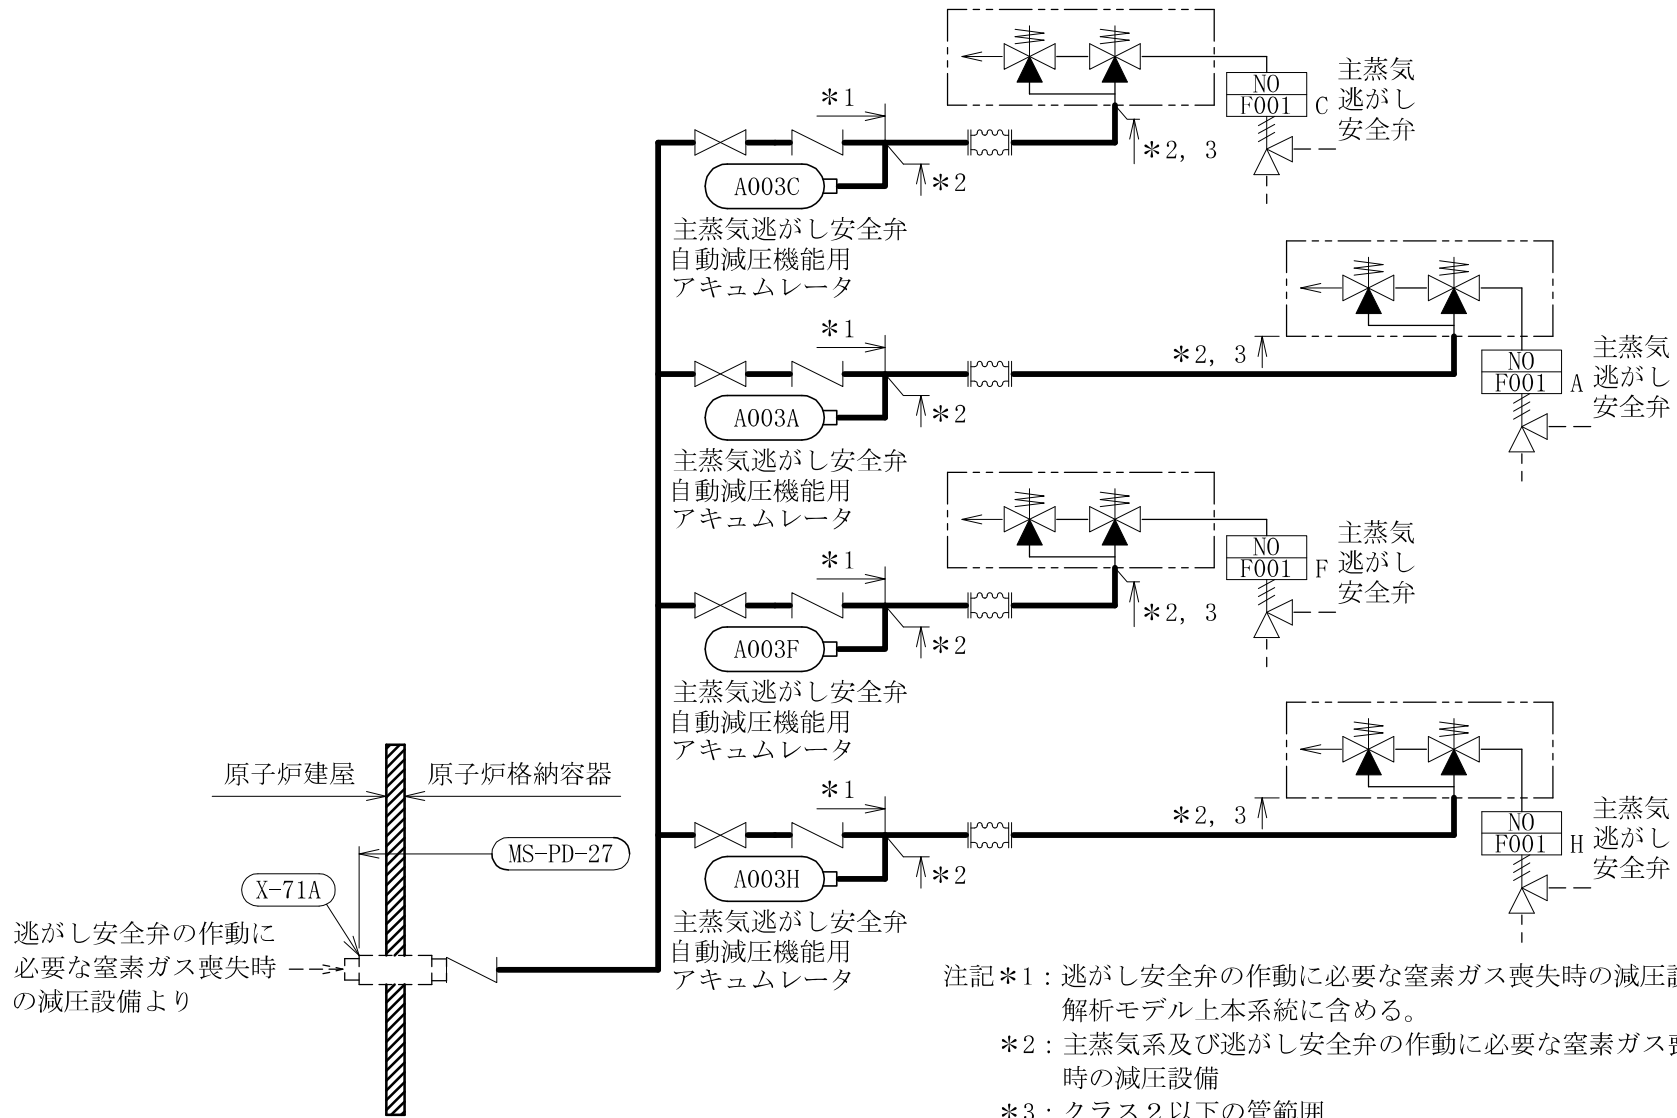 *1
NO
F001
C
主蒸気
逃がし
安全弁
*2, 3
*2
A003C
主蒸気逃がし安全弁
自動減圧機能用
アキュムレータ
*1
*2, 3
NO
F001
A
主蒸気
逃がし
安全弁
*2
A003A
主蒸気逃がし安全弁
自動減圧機能用
アキュムレータ
*1
NO
F001
F
主蒸気
逃がし
安全弁
*2, 3
*2
A003F
主蒸気逃がし安全弁
自動減圧機能用
アキュムレータ
*1
*2, 3
NO
F001
H
主蒸気
逃がし
安全弁
*2
A003H
主蒸気逃がし安全弁
自動減圧機能用
アキュムレータ
原子炉建屋
原子炉格納容器
MS-PD-27
X-71A
逃がし安全弁の作動に
必要な窒素ガス喪失時
の減圧設備より
注記*1:逃がし安全弁の作動に必要な窒素ガス喪失時の減圧設
解析モデル上本系統に含める。
*2:主蒸気系及び逃がし安全弁の作動に必要な窒素ガス喪
時の減圧設備
*3:クラス2以下の管範囲